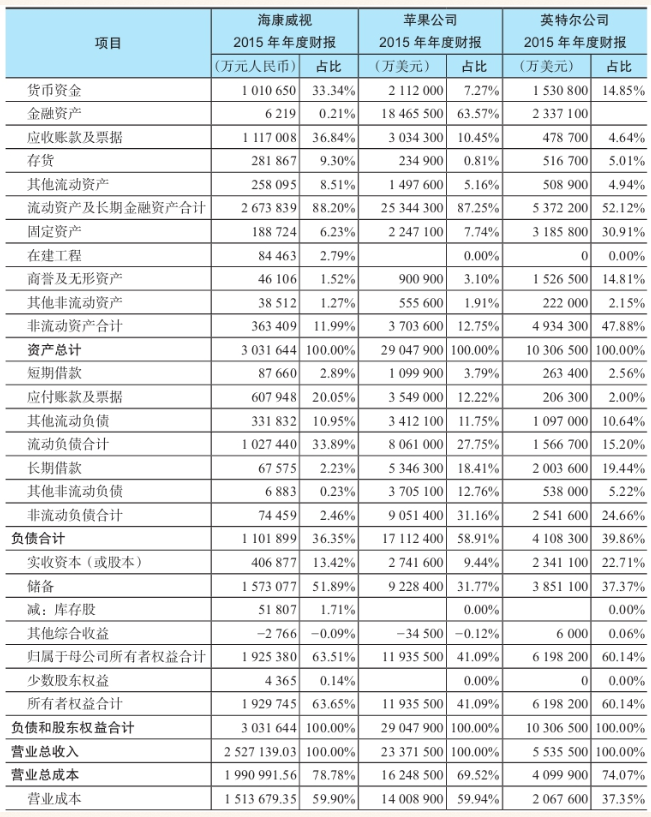 项目 海康威视 苹果公司 英特尔公司
2015 年年度财报 2015 年年度财报 2015 年年度财报
(万元人民币) 占比 (万美元) 占比 (万美元) 占比
货币资金 1 010 650 33.34% 2 112 000 7.27% 1 530 800 14.85%
金融资产 6 219 0.21% 18 465 500 63.57% 2 337 100
应收账款及票据 1 117 008 36.84% 3 034 300 10.45% 478 700 4.64%
存货 281 867 9.30% 234 900 0.81% 516 700 5.01%
其他流动资产 258 095 8.51% 1 497 600 5.16% 508 900 4.94%
流动资产及长期金融资产合计 2 673 839 88.20% 25 344 300 87.25% 5 372 200 52.12%
固定资产 188 724 6.23% 2 247 100 7.74% 3 185 800 30.91%
在建工程 84 463 2.79% 0.00% 0 0.00%
商誉及无形资产 46 106 1.52% 900 900 3.10% 1 526 500 14.81%
其他非流动资产 38 512 1.27% 555 600 1.91% 222 000 2.15%
非流动资产合计 363 409 11.99% 3 703 600 12.75% 4 934 300 47.88%
资产总计 3 031 644 100.00% 29 047 900 100.00% 10 306 500 100.00%
短期借款 87 660 2.89% 1 099 900 3.79% 263 400 2.56%
应付账款及票据 607 948 20.05% 3 549 000 12.22% 206 300 2.00%
其他流动负债 331 832 10.95% 3 412 100 11.75% 1 097 000 10.64%
流动负债合计 1 027 440 33.89% 8 061 000 27.75% 1 566 700 15.20%
长期借款 67 575 2.23% 5 346 300 18.41% 2 003 600 19.44%
其他非流动负债 6 883 0.23% 3 705 100 12.76% 538 000 5.22%
非流动负债合计 74 459 2.46% 9 051 400 31.16% 2 541 600 24.66%
负债合计 1 101 899 36.35% 17 112 400 58.91% 4 108 300 39.86%
实收资本（或股本） 406 877 13.42% 2 741 600 9.44% 2 341 100 22.71%
储备 1 573 077 51.89% 9 228 400 31.77% 3 851 100 37.37%
减：库存股 51 807 1.71% 0.00% 0.00%
其他综合收益 −2 766 −0.09% −34 500 −0.12% 6 000 0.06%
归属于母公司所有者权益合计 1 925 380 63.51% 11 935 500 41.09% 6 198 200 60.14%
少数股东权益 4 365 0.14% 0.00% 0 0.00%
所有者权益合计 1 929 745 63.65% 11 935 500 41.09% 6 198 200 60.14%
负债和股东权益合计 3 031 644 100.00% 29 047 900 100.00% 10 306 500 100.00%
营业总收入 2 527 139.03 100.00% 23 371 500 100.00% 5 535 500 100.00%
营业总成本 1 990 991.56 78.78% 16 248 500 69.52% 4 099 900 74.07%
营业成本 1 513 679.35 59.90% 14 008 900 59.94% 2 067 600 37.35%